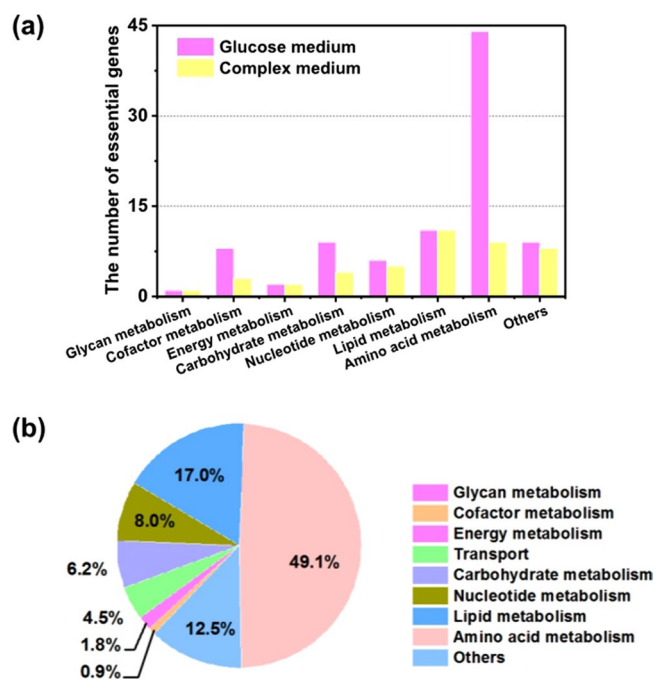 (a)
45
30
15
0
The number of essential genes
Glucose medium
Complex medium
Glycan metabolism
Cofactor metabolism
Energy metabolism
Carbohydrate metabolism
Nucleotide metabolism
Lipid metabolism
Amino acid metabolism
Others
(b)
17.0%
8.0%
49.1%
6.2%
4.5%
12.5%
1.8%
0.9%
Glycan metabolism
Cofactor metabolism
Energy metabolism
Transport
Carbohydrate metabolism
Nucleotide metabolism
Lipid metabolism
Amino acid metabolism
Others